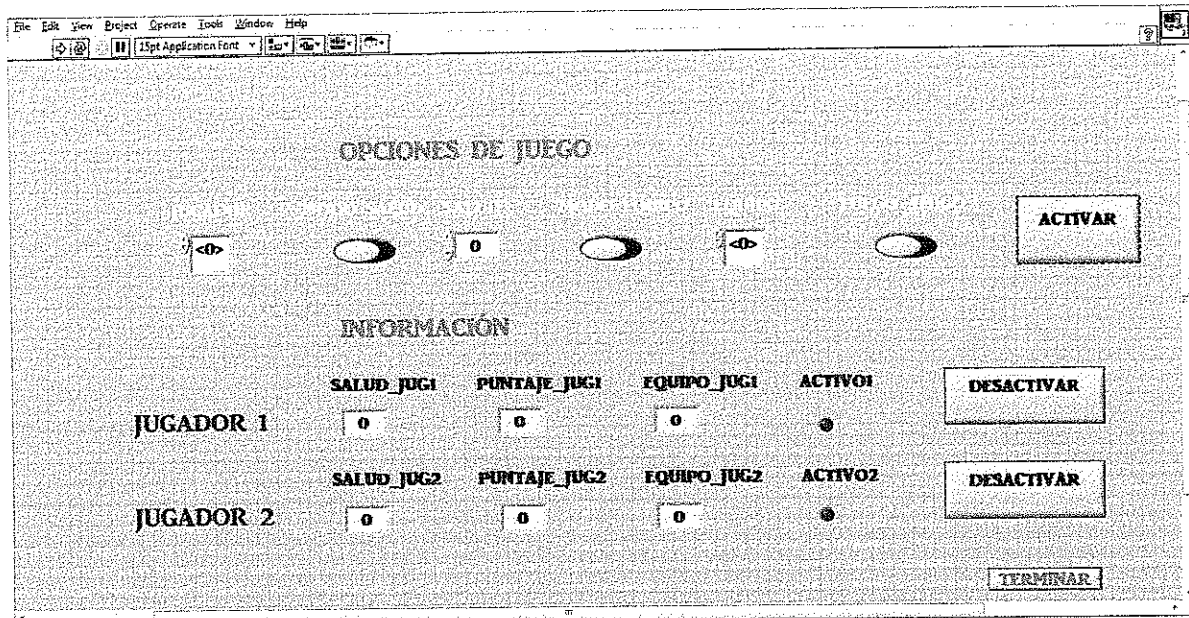 File Edit View Project Operate Tools Window Help
15pt Application Font
OPCIONES DE JUEGO
<0> 0 <0> ACTIVAR
INFORMACIÓN
SALUD_JUG1 PUNTAJE_JUG1 EQUIPO_JUG1 ACTIVO1 DESACTIVAR
JUGADOR 1 0 0 0
SALUD_JUG2 PUNTAJE_JUG2 EQUIPO_JUG2 ACTIVO2 DESACTIVAR
JUGADOR 2 0 0 0
TERMINAR